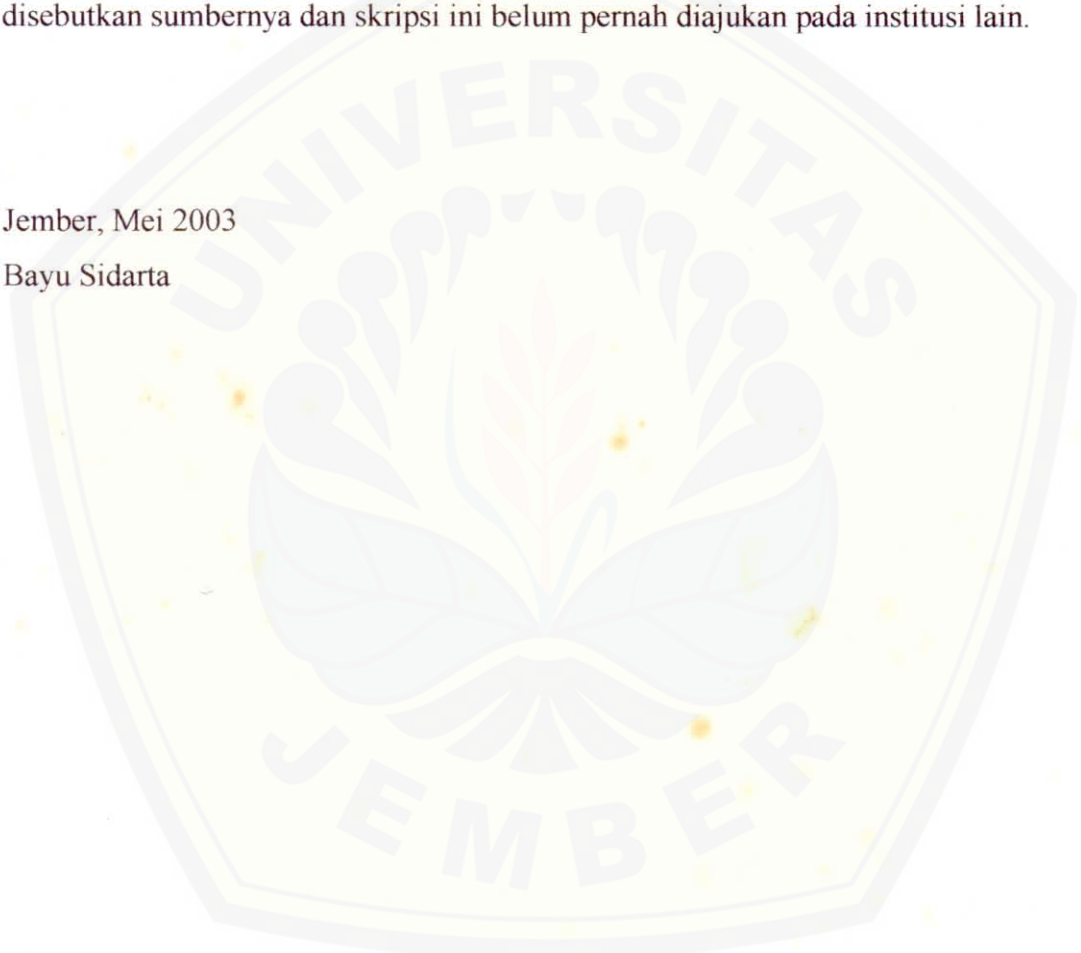 disebutkan sumbernya dan skripsi ini belum pernah diajukan pada institusi lain.
UNIVERSITAS
Jember, Mei 2003
Bayu Sidarta
JEMBER